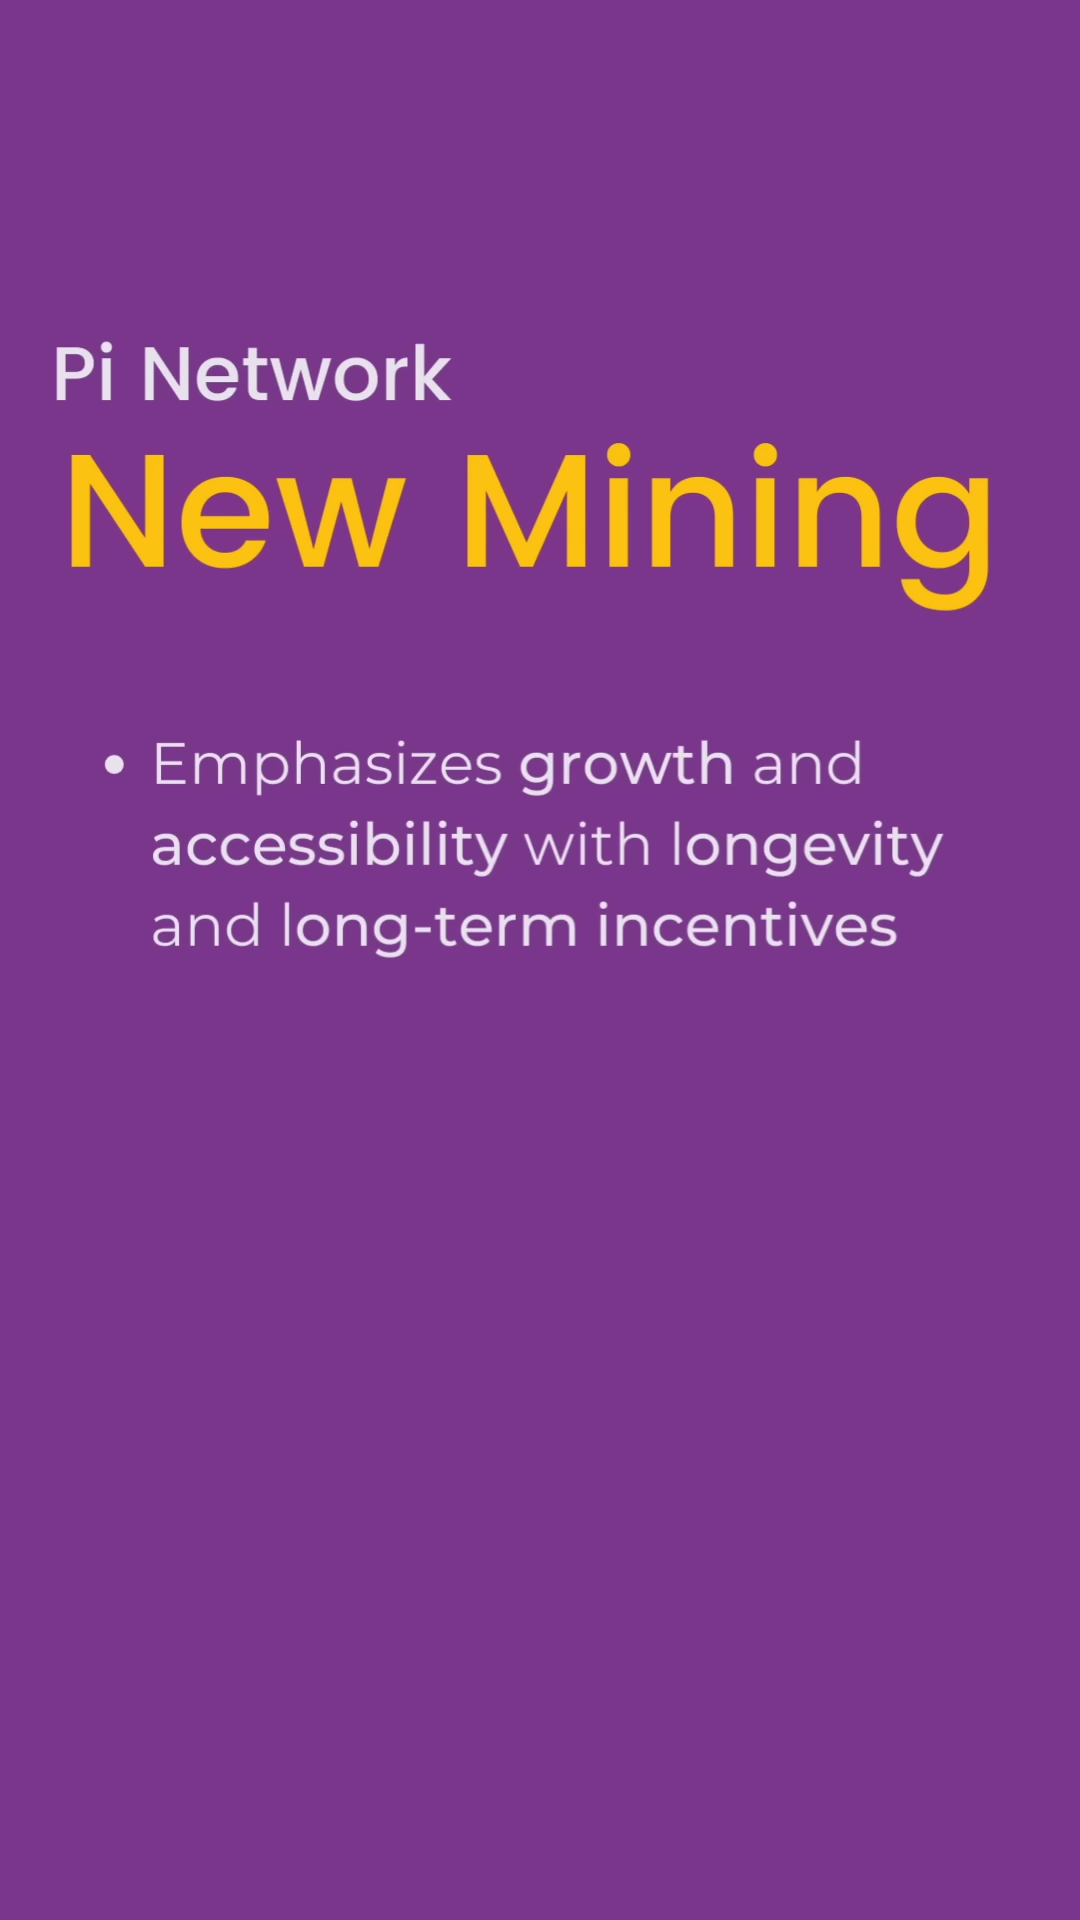 Pi Network
New Mining
• Emphasizes growth and
accessibility with longevity
and long-term incentives